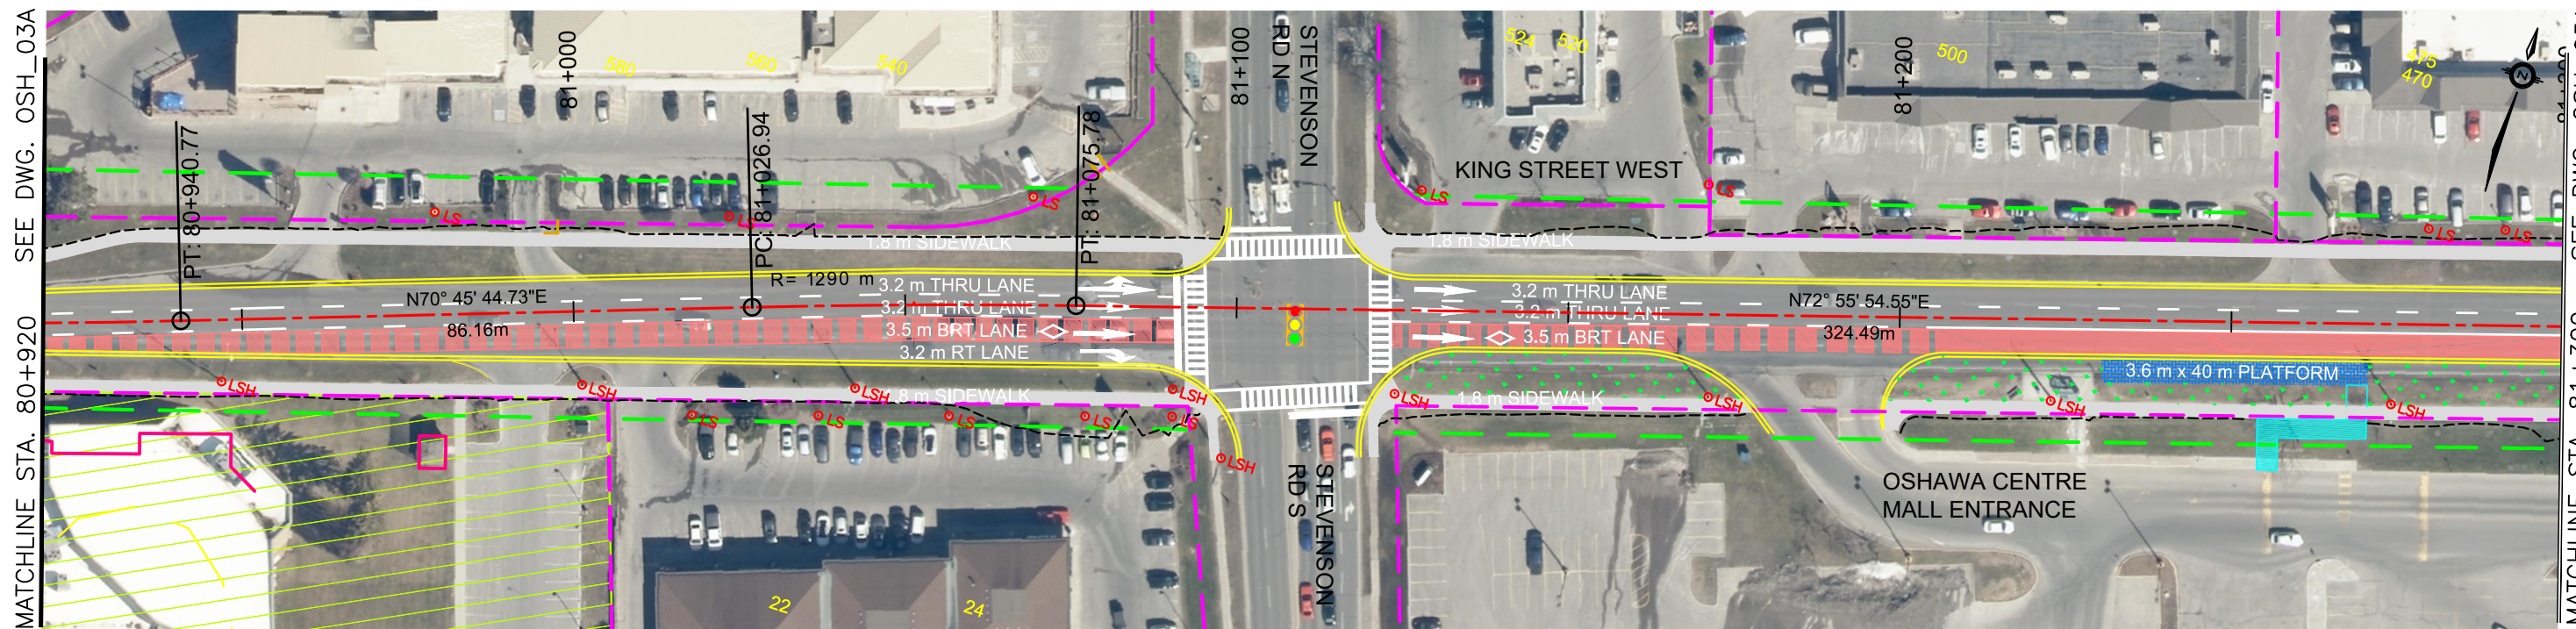 MATCHLINE STA. 80+920 SEE DWG. OSH_03A
PT: 80+940.77
81+000
580
560
540
PC: 81+026.94
PT: 81+075.78
81+100
STEVENSON
RD N
524
520
KING STREET WEST
81+200
500
475
470
N
LS
LS
LS
LS
LS
LS
LS
1.8 m SIDEWALK
1.8 m SIDEWALK
R= 1290 m
N70° 45' 44.73"E
86.16m
3.2 m THRU LANE
3.2 m THRU LANE
3.5 m BRT LANE
3.2 m RT LANE
3.2 m THRU LANE
3.2 m THRU LANE
3.5 m BRT LANE
N72° 55' 54.55"E
324.49m
3.6 m x 40 m PLATFORM
LSH
LSH
LSH
LSH
LSH
LSH
LSH
LSH
LSH
1.8 m SIDEWALK
1.8 m SIDEWALK
LS
LS
LS
LS
LS
STEVENSON
RD S
OSHAWA CENTRE
MALL ENTRANCE
22
24